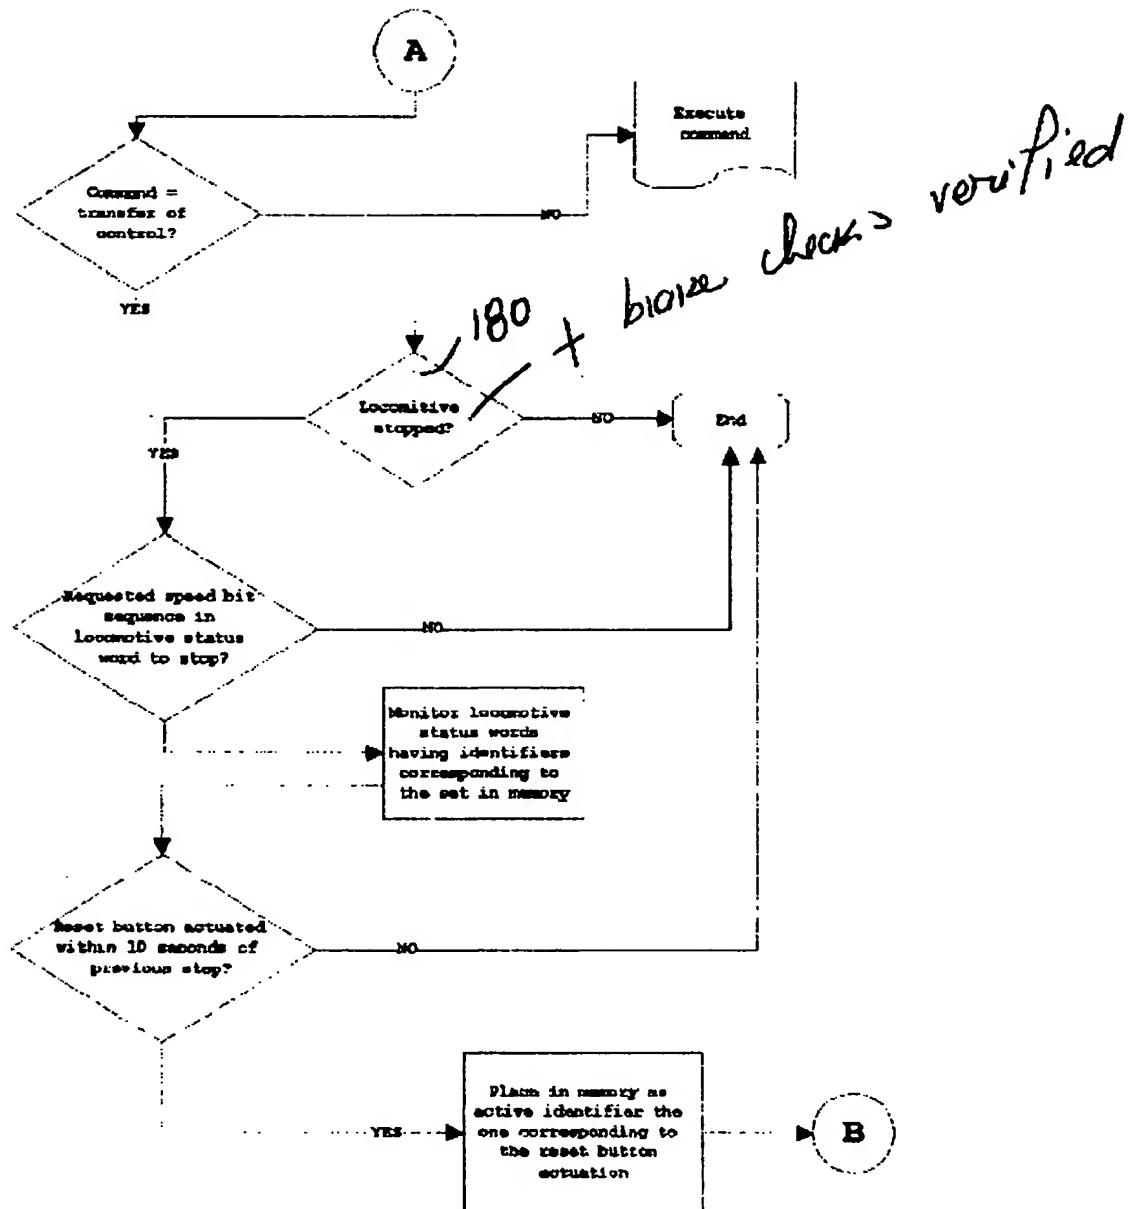 A
Execute
command
Command =
transfer of
control?
NO
YES
180
+ brake checks verified
Locomitive
stopped?
NO
End
YES
Requested speed bit
sequence in
locomotive status
word to stop?
NO
Monitor locomotive
status words
having identifiers
corresponding to
the set in memory
Reset button actuated
within 10 seconds of
previous step?
NO
Place in memory as
active identifier the
one corresponding to
the reset button
actuation
YES
B